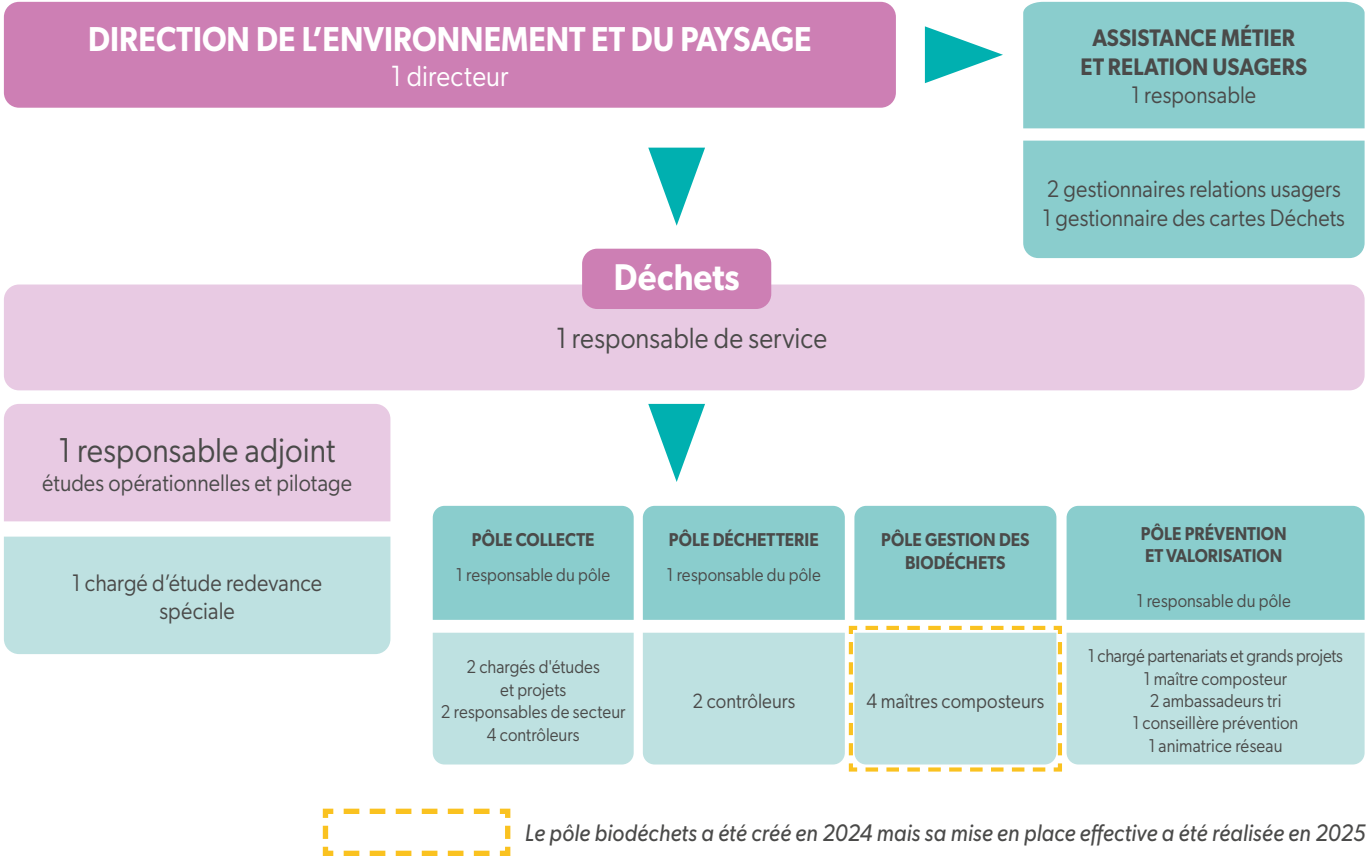 DIRECTION DE L’ENVIRONNEMENT ET DU PAYSAGE
1 directeur
ASSISTANCE MÉTIER
ET RELATION USAGERS
1 responsable
2 gestionnaires relations usagers
1 gestionnaire des cartes Déchets
Déchets
1 responsable de service
1 responsable adjoint
études opérationnelles et pilotage
1 chargé d’étude redevance
spéciale
PÔLE COLLECTE
1 responsable du pôle
2 chargés d'études
et projets
2 responsables de secteur
4 contrôleurs
PÔLE DÉCHETTERIE
1 responsable du pôle
2 contrôleurs
PÔLE GESTION DES
BIODÉCHETS
4 maîtres composteurs
PÔLE PRÉVENTION
ET VALORISATION
1 responsable du pôle
1 chargé partenariats et grands projets
1 maître composteur
2 ambassadeurs tri
1 conseillère prévention
1 animatrice réseau
Le pôle biodéchets a été créé en 2024 mais sa mise en place effective a été réalisée en 2025